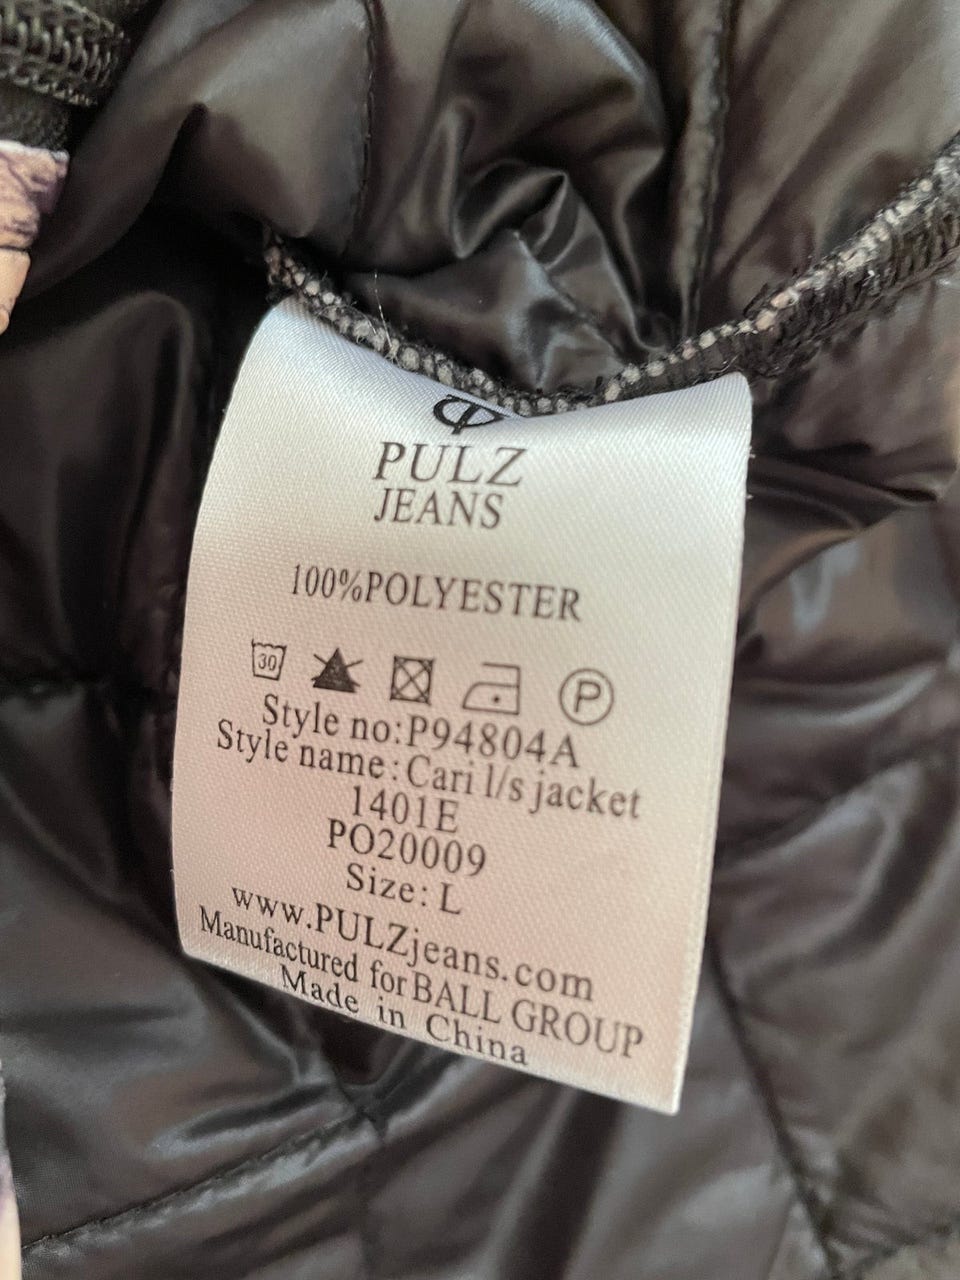 PULZ
JEANS
100%POLYESTER
30 P
Style no:P94804A
Style name:Cari l/s jacket
1401E
PO20009
Size: L
www.PULZjeans.com
Manufactured for BALL GROUP
Made in China